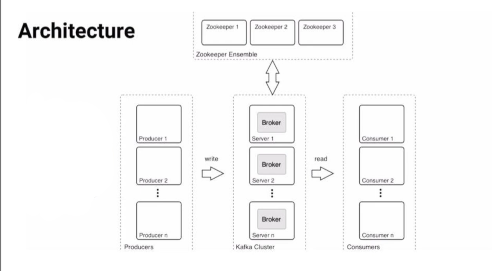 Architecture
Zookeeper 1
Zookeeper 2
Zookeeper 3
Zookeeper Ensemble
Producer 1
Producer 2
Producer n
Producers
write
Broker
Server 1
Broker
Server 2
Broker
Server n
Kafka Cluster
read
Consumer 1
Consumer 2
Consumer n
Consumers